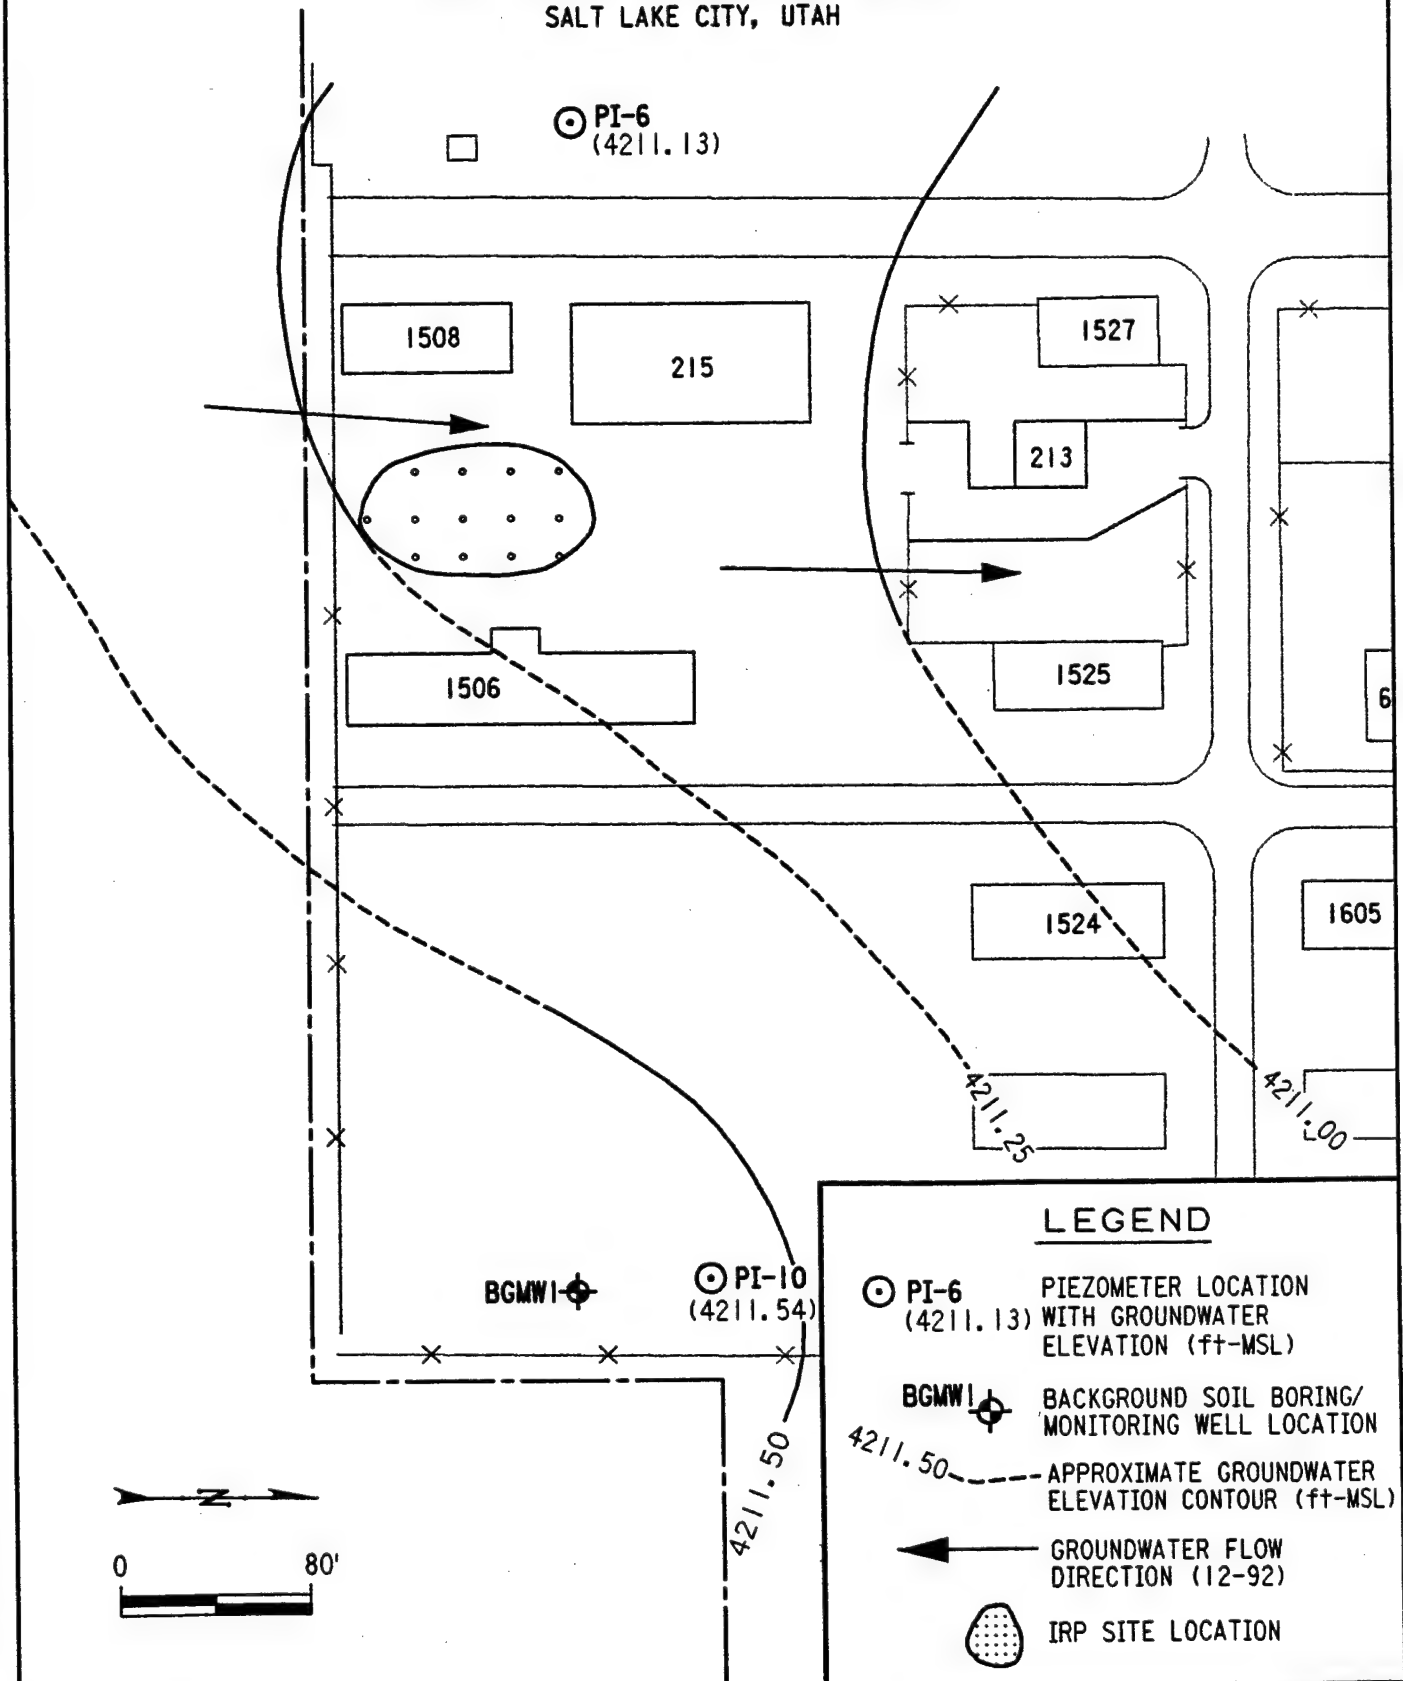 SALT LAKE CITY, UTAH
PI-6
(4211.13)
1508
215
1527
213
1506
1525
6
1524
1605
4211.25
4211.00
BGMW1
PI-10
(4211.54)
4211.50
N
0 80'
LEGEND
PI-6
(4211.13)
PIEZOMETER LOCATION
WITH GROUNDWATER
ELEVATION (ft-MSL)
BGMW1
BACKGROUND SOIL BORING/
MONITORING WELL LOCATION
4211.50
APPROXIMATE GROUNDWATER
ELEVATION CONTOUR (ft-MSL)
GROUNDWATER FLOW
DIRECTION (12-92)
IRP SITE LOCATION